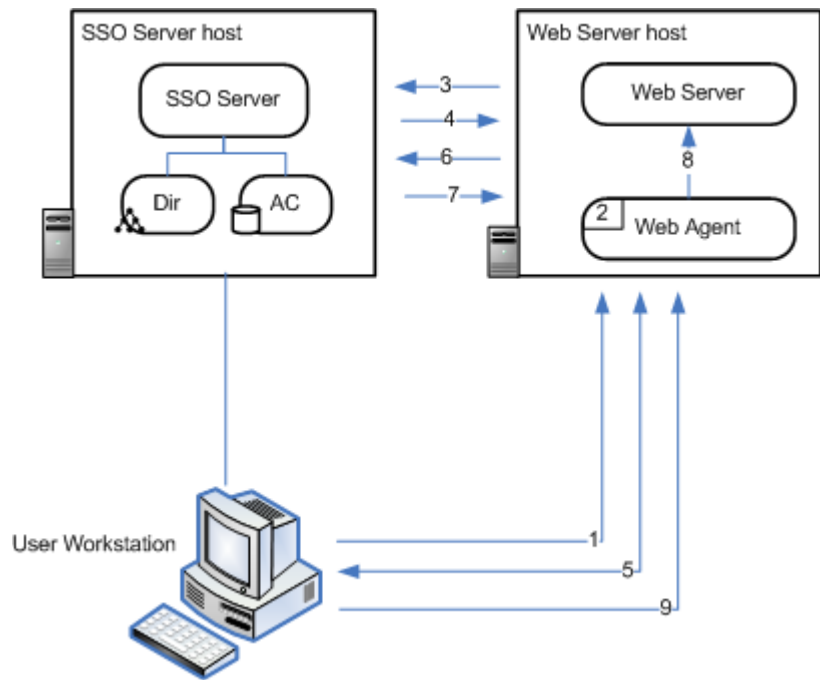 SSO Server host
Web Server host
SSO Server
Web Server
3
4
6
8
Dir
AC
7
2
Web Agent
User Workstation
1
5
9